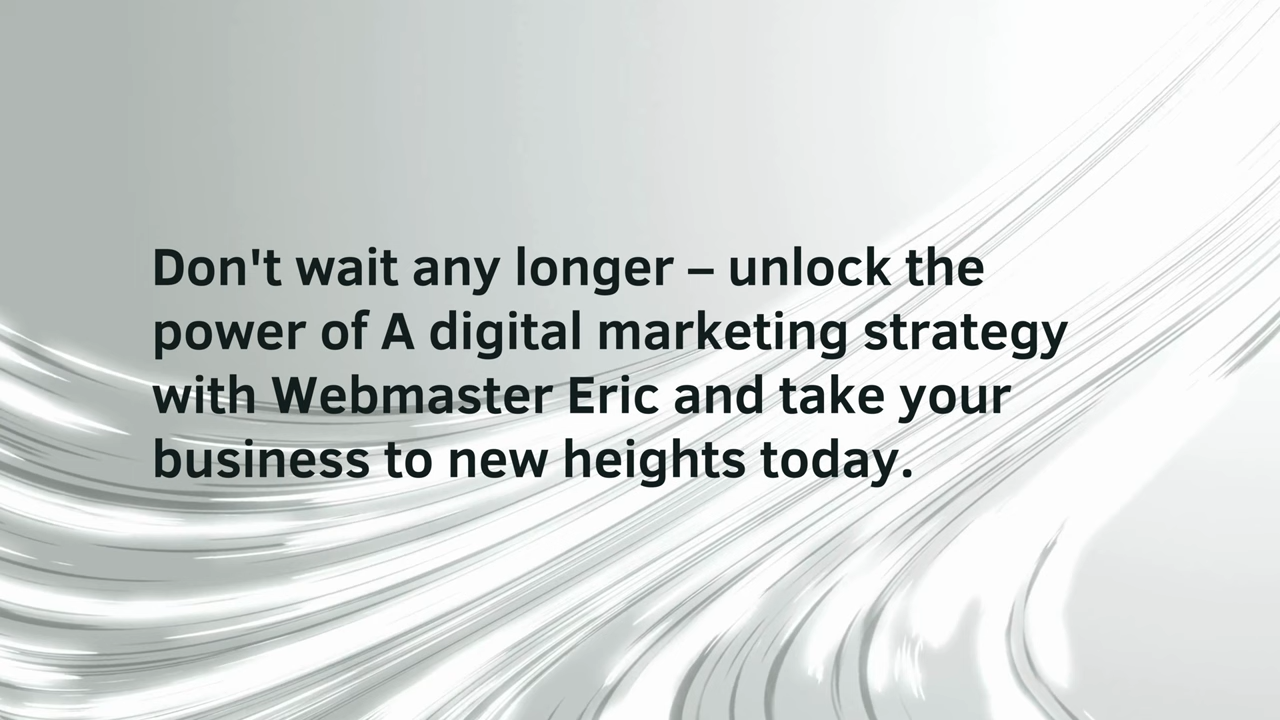 Don't wait any longer – unlock the
power of A digital marketing strategy
with Webmaster Eric and take your
business to new heights today.